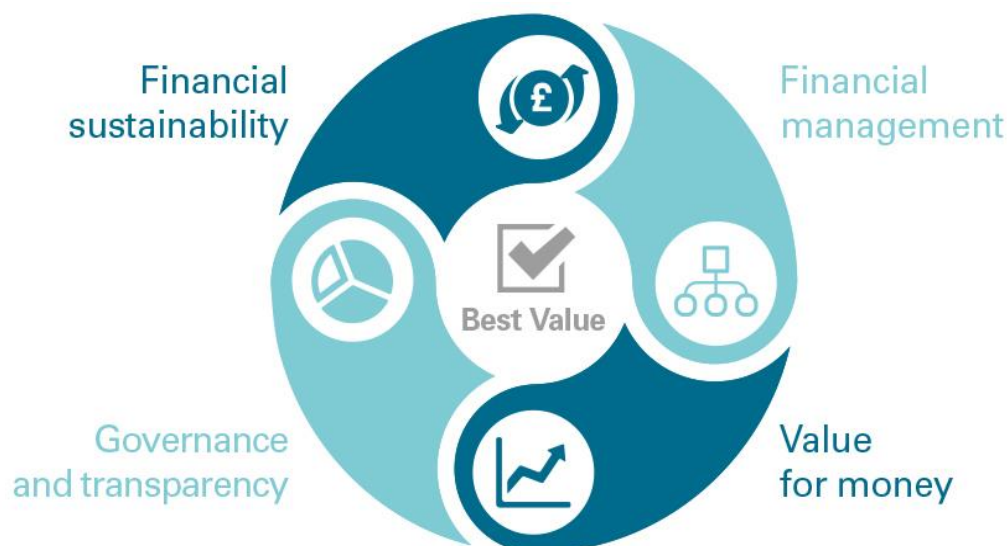 Financial
sustainability
Financial
management
£
Best Value
Governance
and transparency
Value
for money